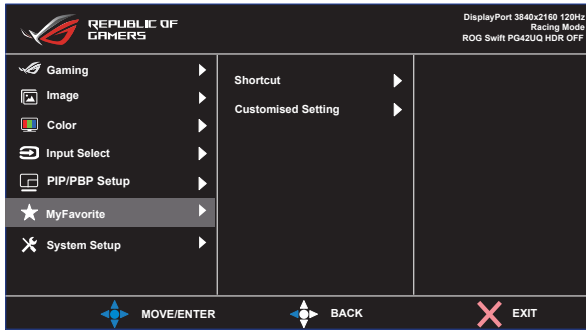 REPUBLIC OF
GAMERS
DisplayPort 3840x2160 120Hz
Racing Mode
ROG Swift PG42UQ HDR OFF
Gaming
Image
Color
Input Select
PIP/PBP Setup
MyFavorite
System Setup
Shortcut
Customised Setting
MOVE/ENTER
BACK
EXIT